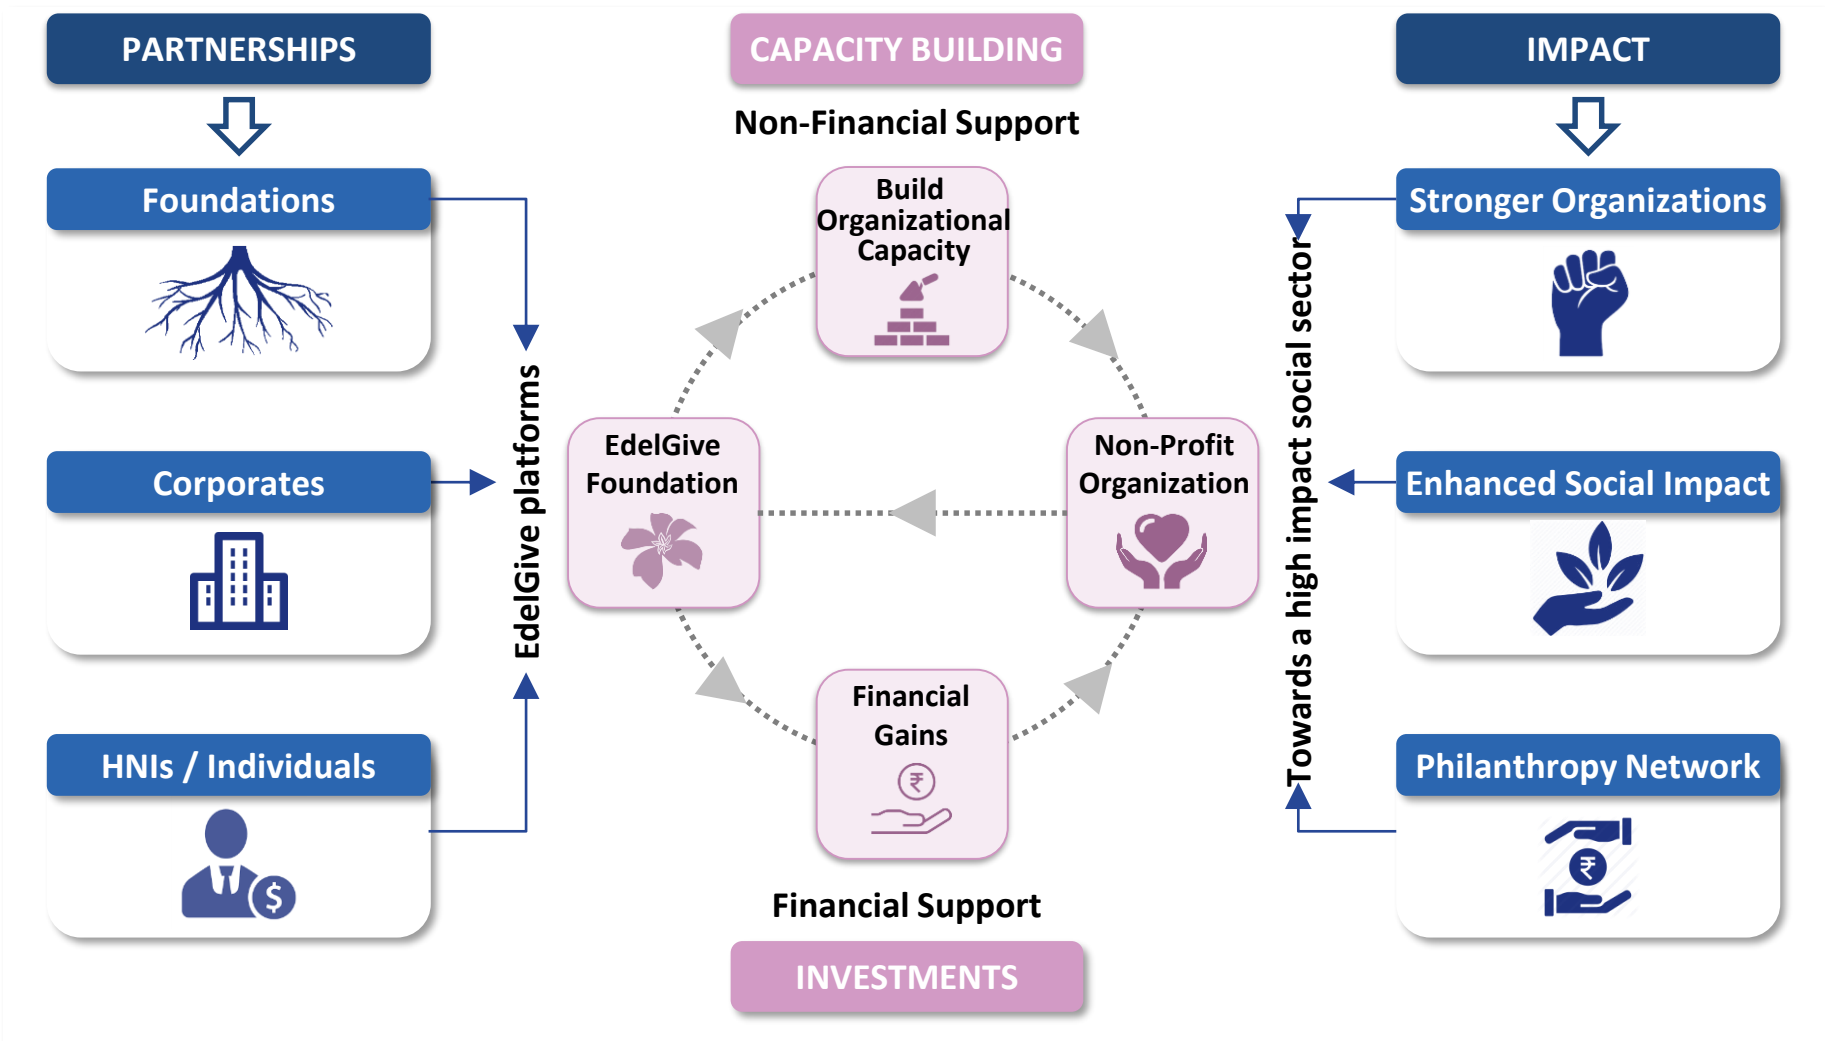 PARTNERSHIPS
Foundations
Corporates
HNIs / Individuals
$
EdelGive platforms
CAPACITY BUILDING
Non-Financial Support
Build
Organizational
Capacity
EdelGive
Foundation
Non-Profit
Organization
Financial
Gains
₹
Financial Support
INVESTMENTS
Towards a high impact social sector
IMPACT
Stronger Organizations
Enhanced Social Impact
Philanthropy Network
₹